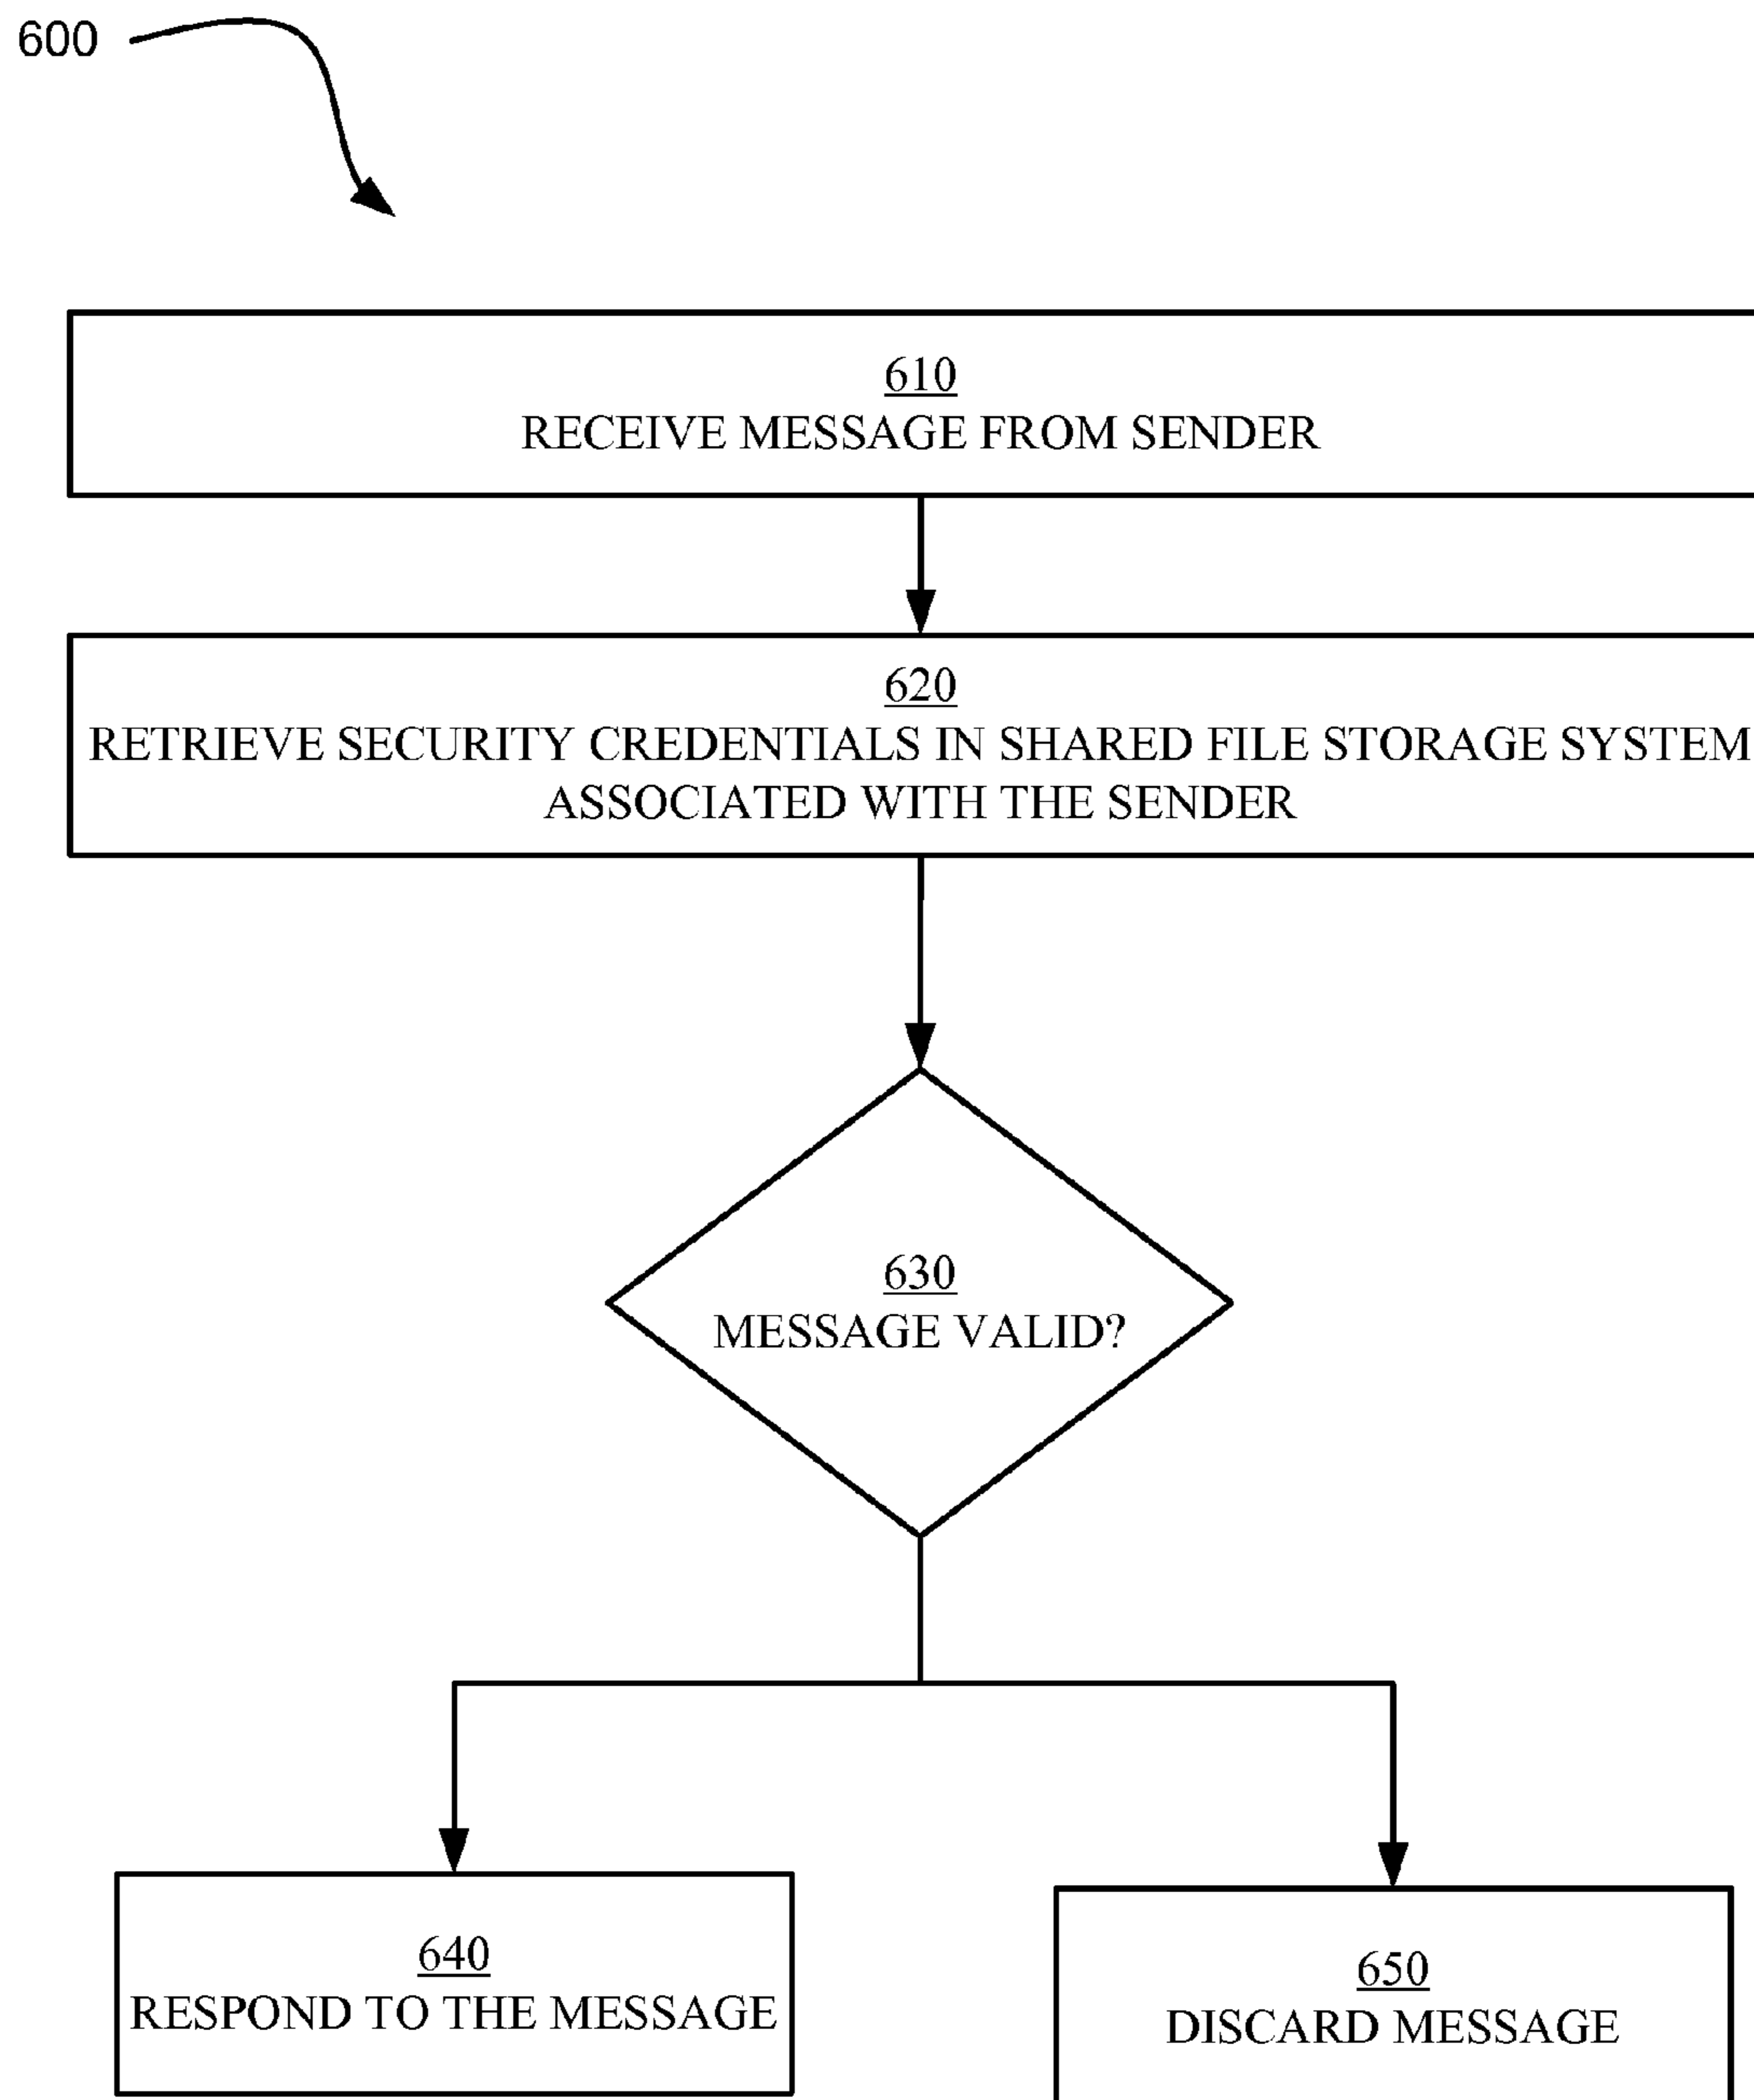 600
610
RECEIVE MESSAGE FROM SENDER
620
RETRIEVE SECURITY CREDENTIALS IN SHARED FILE STORAGE SYSTEM
ASSOCIATED WITH THE SENDER
630
MESSAGE VALID?
640
RESPOND TO THE MESSAGE
650
DISCARD MESSAGE